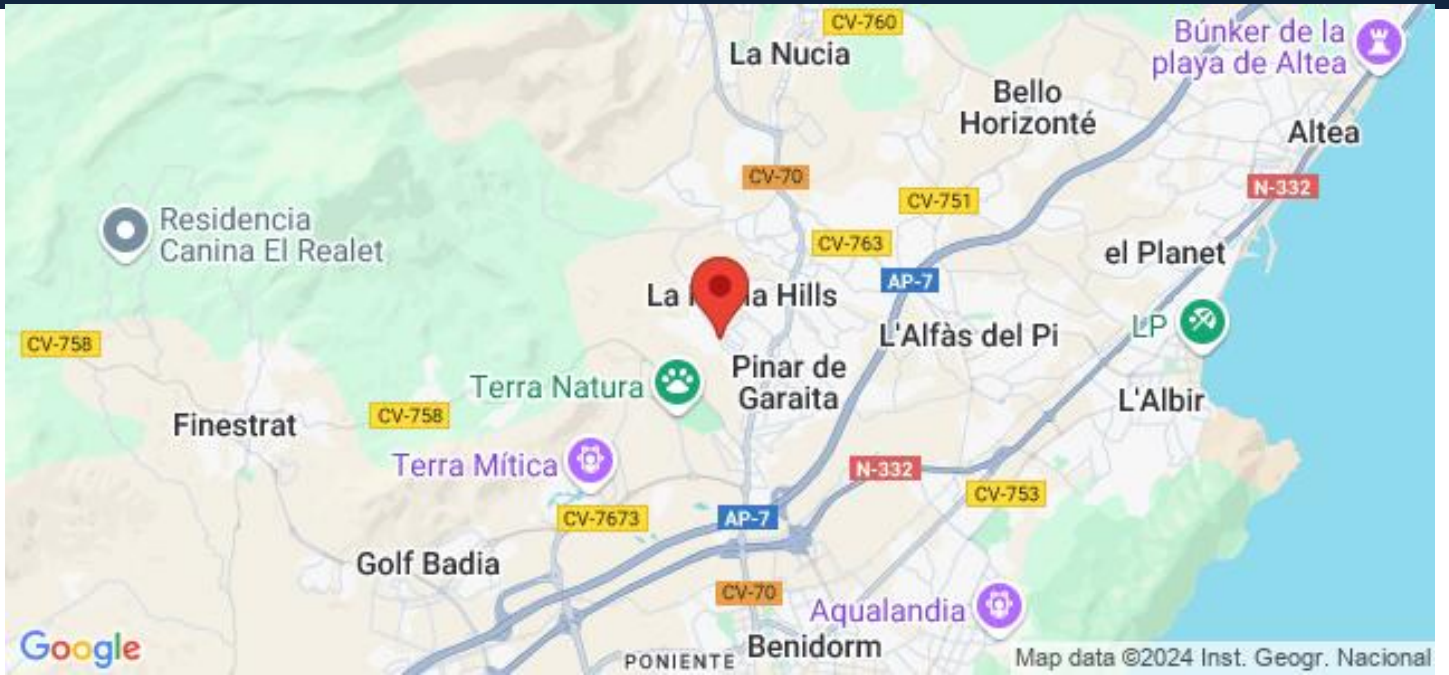 CV-760
La Nucia
Búnker de la
playa de Altea
Bello
Horizonté
Altea
CV-70
N-332
CV-751
Residencia
Canina El Realet
CV-763
el Planet
AP-7
La
a Hills
LP
L'Alfàs del Pi
CV-758
Pinar de
Garaita
Terra Natura
L'Albir
CV-758
Finestrat
Terra Mítica
N-332
CV-753
CV-7673
AP-7
Golf Badia
CV-70
Aqualandia
Benidorm
PONIENTE
Google
Map data ©2024 Inst. Geogr. Nacional